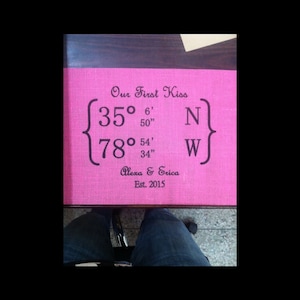 Our First Kiss
35° 6' 50" N
78° 54' 34" W
Alexa & Erica
Est. 2015